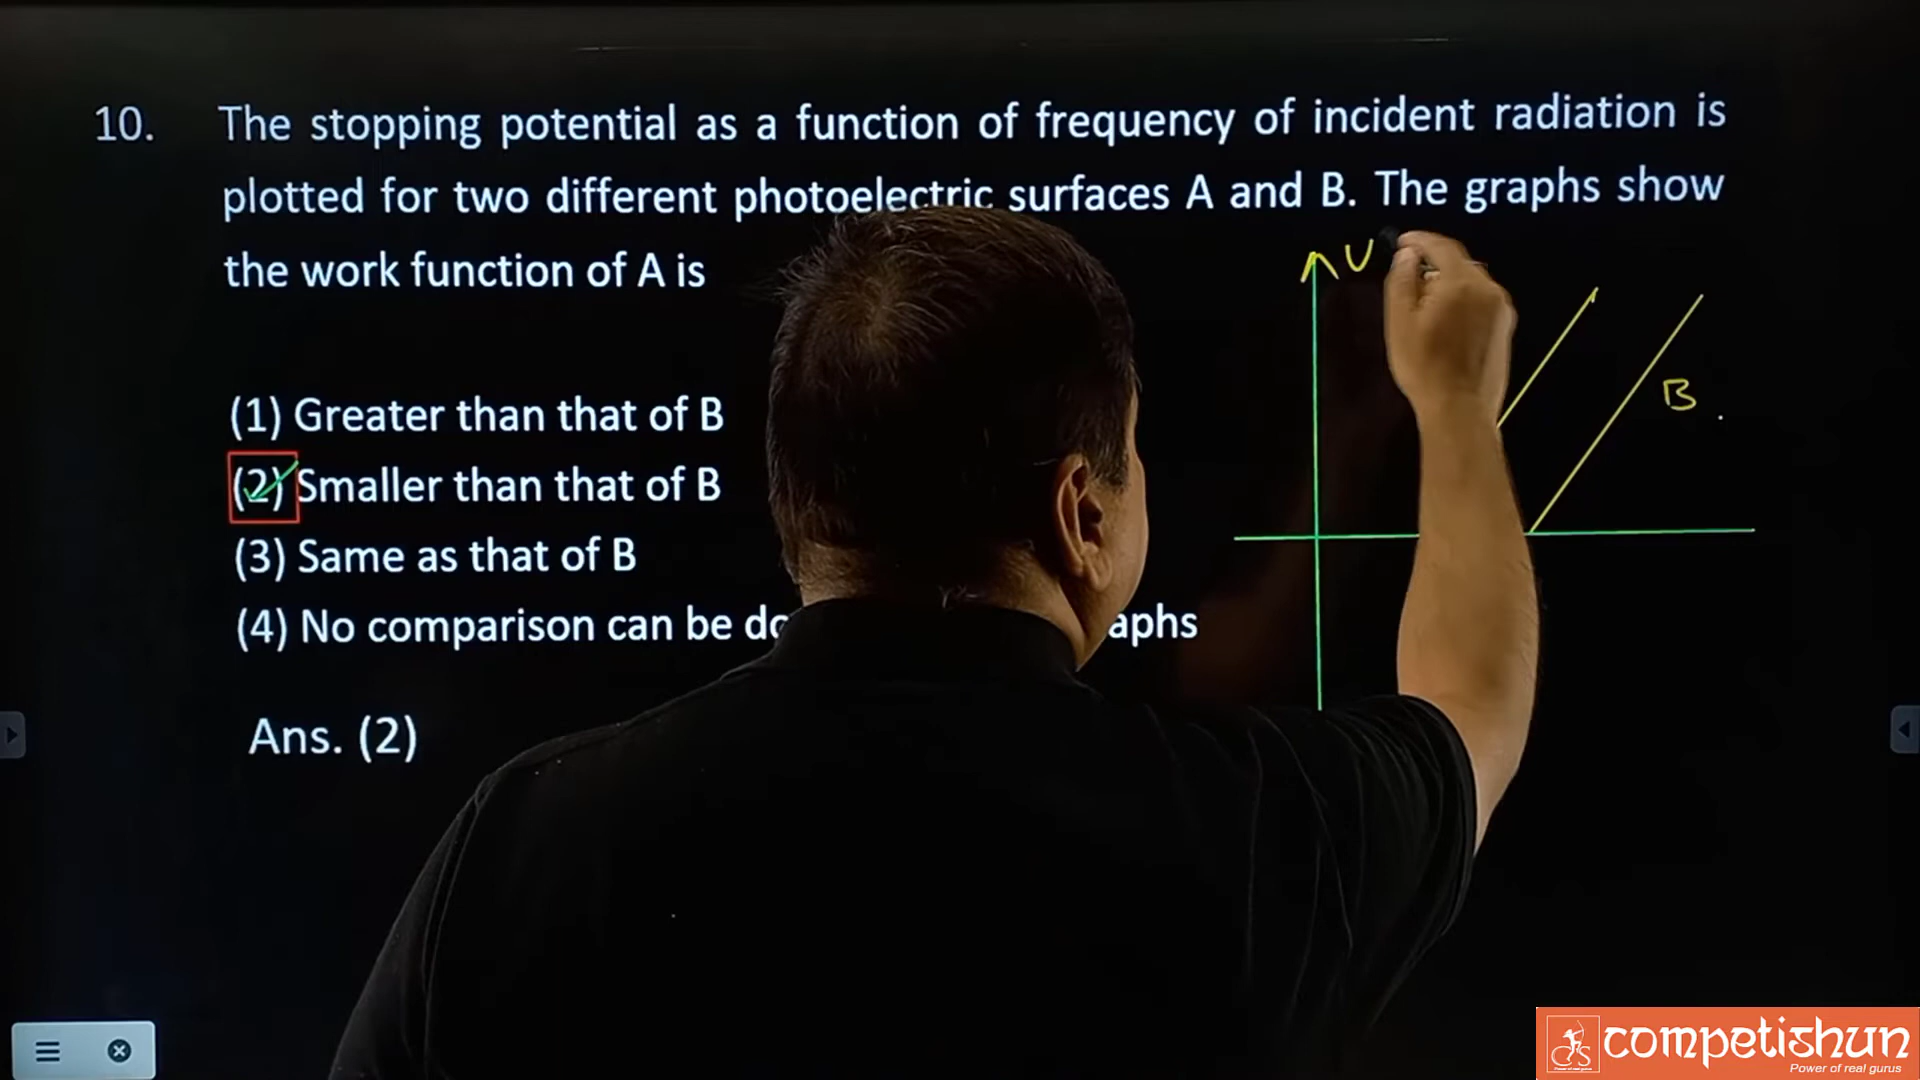 10. The stopping potential as a function of frequency of incident radiation is
plotted for two different photoelectric surfaces A and B. The graphs show
the work function of A is
(1) Greater than that of B
(2) Smaller than that of B
(3) Same as that of B
(4) No comparison can be
Ans. (2)
B
competishun
Power of real gurus